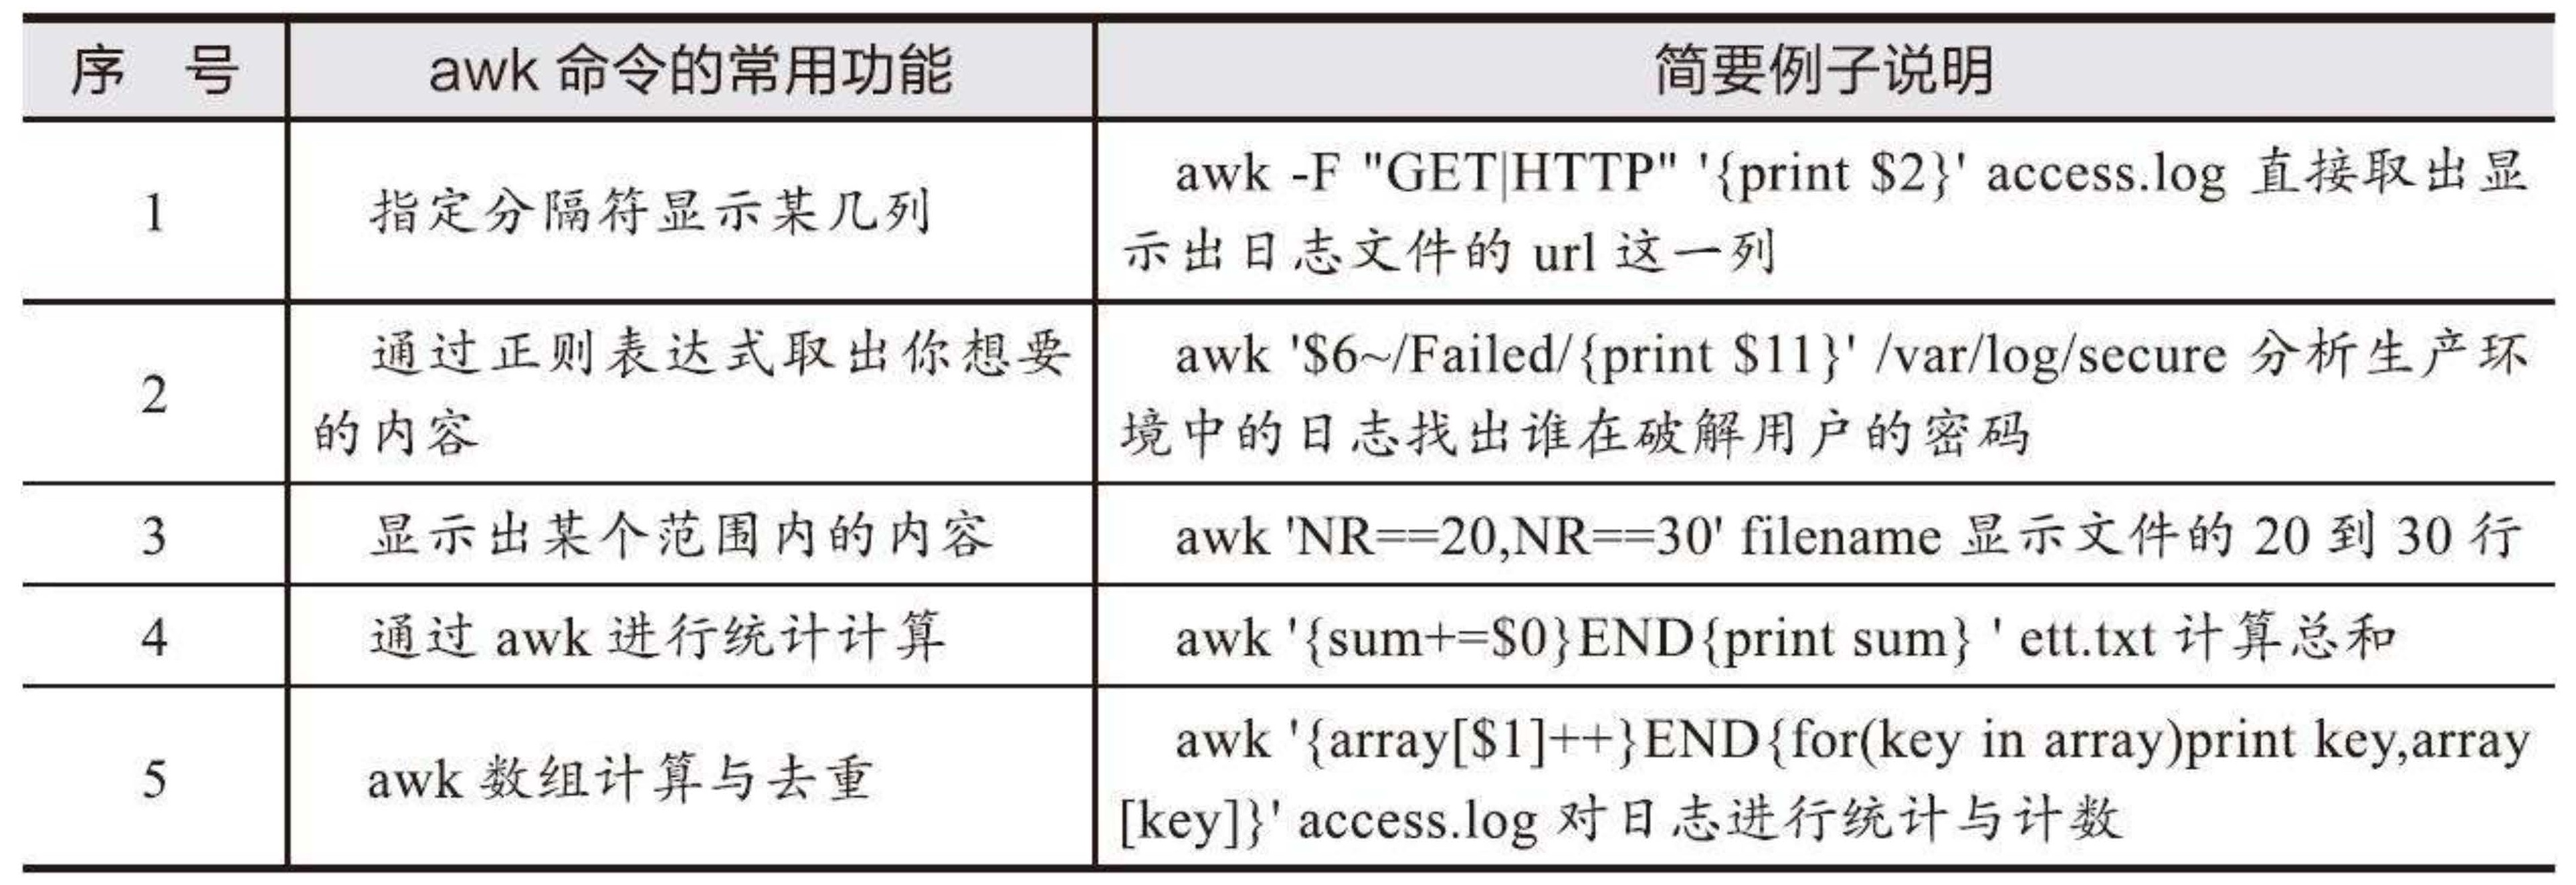 序 号 awk 命令的常用功能 简要例子说明
1 指定分隔符显示某几列 awk -F "GET|HTTP" '{print $2}' access.log 直接取出显
示出日志文件的 url 这一列
2 通过正则表达式取出你想要
的内容
awk '$6~/Failed/{print $11}' /var/log/secure 分析生产环
境中的日志找出谁在破解用户的密码
3 显示出某个范围内的内容 awk 'NR==20,NR==30' filename 显示文件的 20 到 30 行
4 通过 awk 进行统计计算 awk '{sum+=$0}END{print sum} ' ett.txt 计算总和
5 awk 数组计算与去重 awk '{array[$1]++}END{for(key in array)print key,array
[key]}' access.log 对日志进行统计与计数